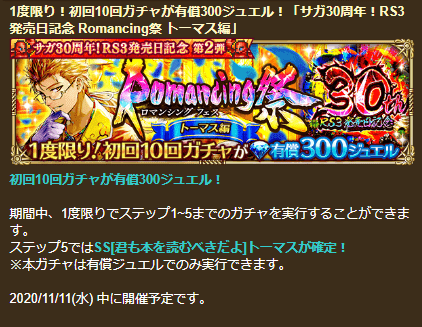 1度限り！初回10回ガチャが有償300ジュエル！「サガ30周年！RS3
発売日記念 Romancing祭 トーマス編」
サガ30周年!RS3発売日記念 第2弾
Romancing祭
ロマンシング フェス
トーマス編
30th
RS3 発売日記念
1度限り!初回10回ガチャが 有償300ジュエル
初回10回ガチャが有償300ジュエル！
期間中、1度限りでステップ1~5までのガチャを実行することができま
す。
ステップ5ではSS[君も本を読むべきだよ]トーマスが確定！
※本ガチャは有償ジュエルでのみ実行できます。
2020/11/11(水) 中に開催予定です。